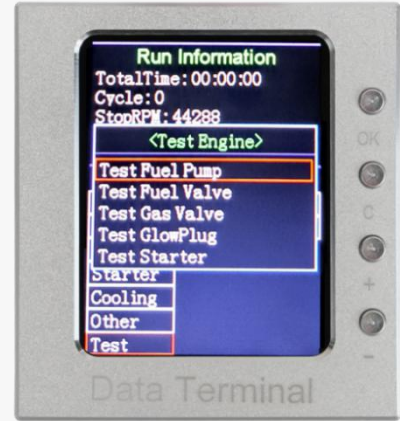 Run Information
TotalTime:00:00:00
Cycle:0
StopRPM:44288
<Test Engine>
Test Fuel Pump
Test Fuel Valve
Test Gas Valve
Test GlowPlug
Test Starter
Starter
Cooling
Other
Test
OK
C
+
-
Data Terminal